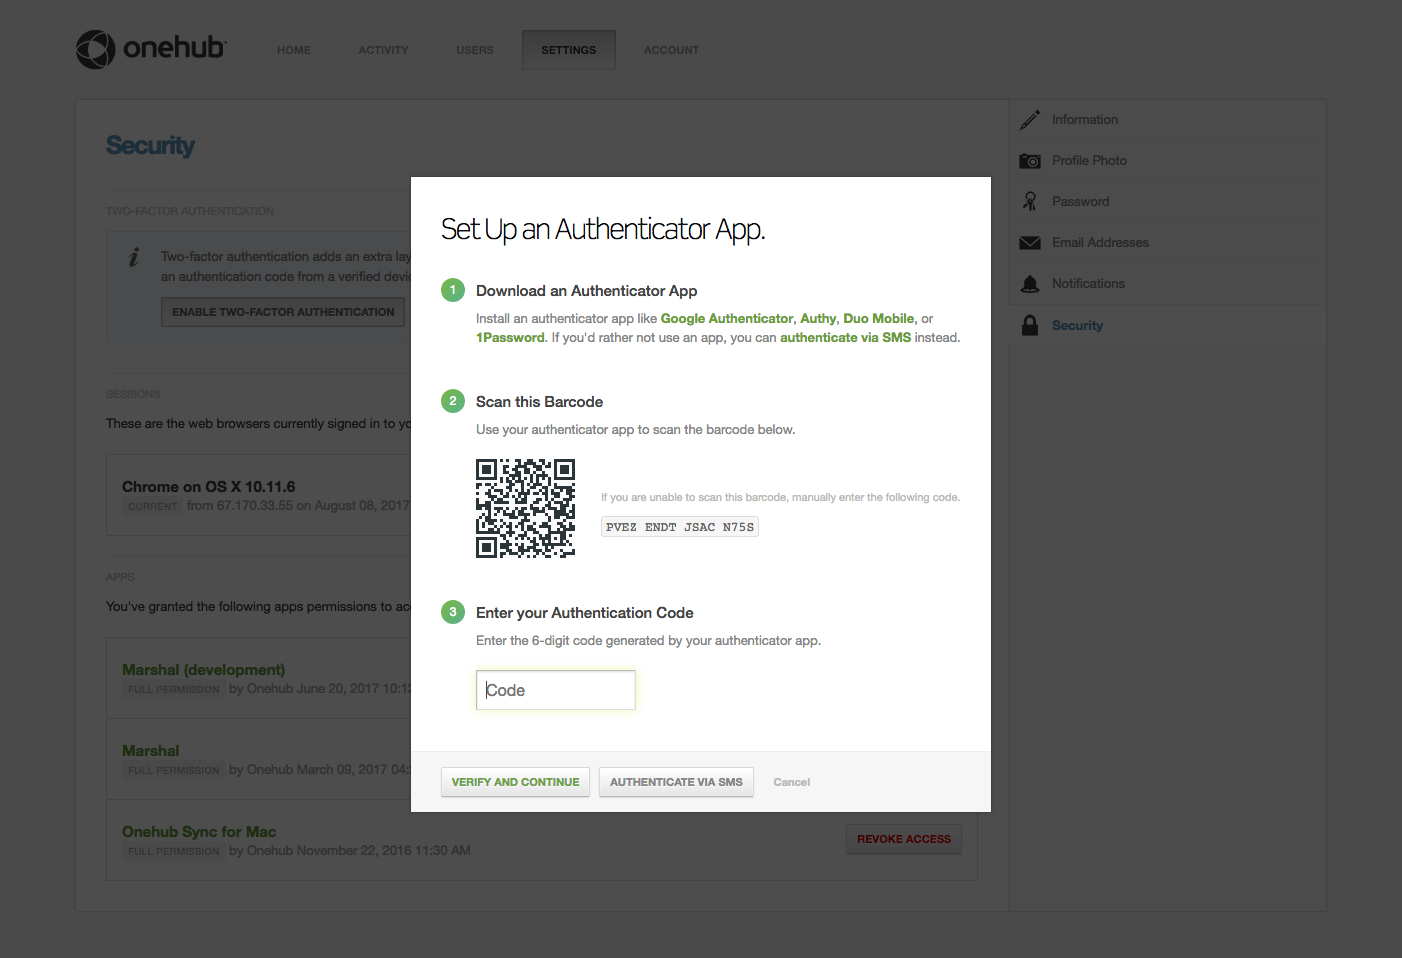 onehub
HOME
ACTIVITY
USERS
SETTINGS
ACCOUNT
Security
TWO-FACTOR AUTHENTICATION
Two-factor authentication adds an extra lay
an authentication code from a verified devic
ENABLE TWO-FACTOR AUTHENTICATION
SESSIONS
These are the web browsers currently signed in to yo
Chrome on OS X 10.11.6
CURRENT from 67.170.33.55 on August 08, 2017
APPS
You've granted the following apps permissions to acc
Marshal (development)
FULL PERMISSION by Onehub June 20, 2017 10:12
Marshal
FULL PERMISSION by Onehub March 09, 2017 04:
Onehub Sync for Mac
FULL PERMISSION by Onehub November 22, 2016 11:30 AM
REVOKE ACCESS
Information
Profile Photo
Password
Email Addresses
Notifications
Security
Set Up an Authenticator App.
1 Download an Authenticator App
Install an authenticator app like Google Authenticator, Authy, Duo Mobile, or
1Password. If you'd rather not use an app, you can authenticate via SMS instead.
2 Scan this Barcode
Use your authenticator app to scan the barcode below.
If you are unable to scan this barcode, manually enter the following code.
PVEZ ENDT JSAC N75S
3 Enter your Authentication Code
Enter the 6-digit code generated by your authenticator app.
Code
VERIFY AND CONTINUE
AUTHENTICATE VIA SMS
Cancel